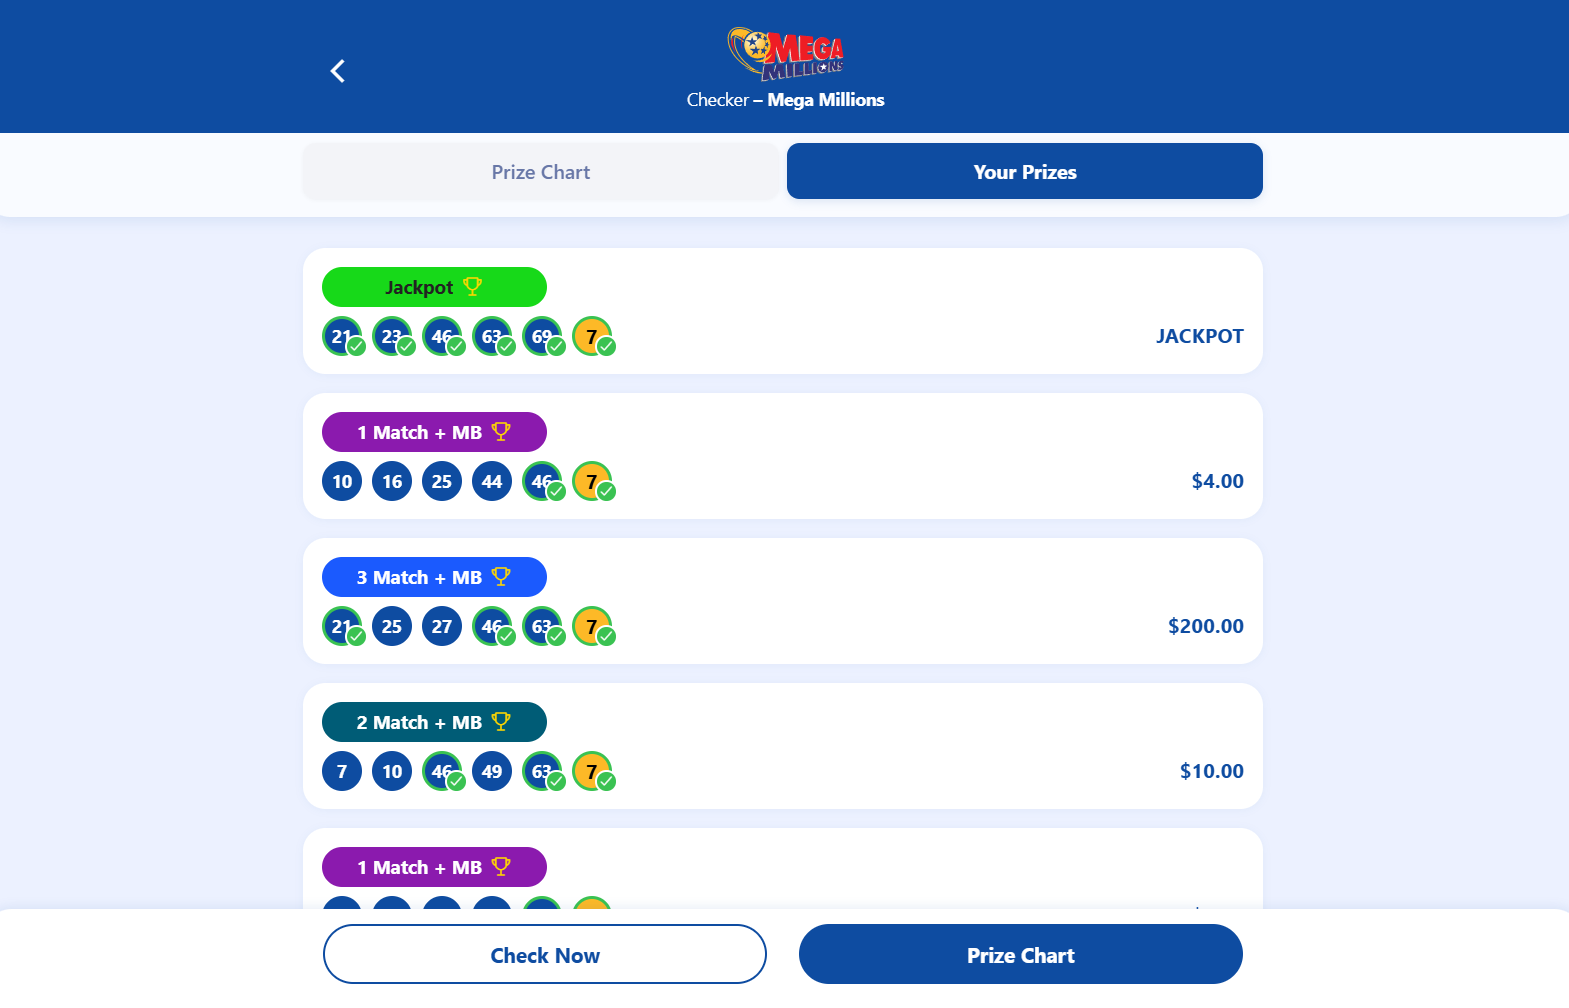 MEGA
MILLIONS
Checker – Mega Millions
Prize Chart
Your Prizes
Jackpot
21 23 46 63 69 7
JACKPOT
1 Match + MB
10 16 25 44 46 7
$4.00
3 Match + MB
21 25 27 46 63 7
$200.00
2 Match + MB
7 10 46 49 63 7
$10.00
1 Match + MB
Check Now
Prize Chart